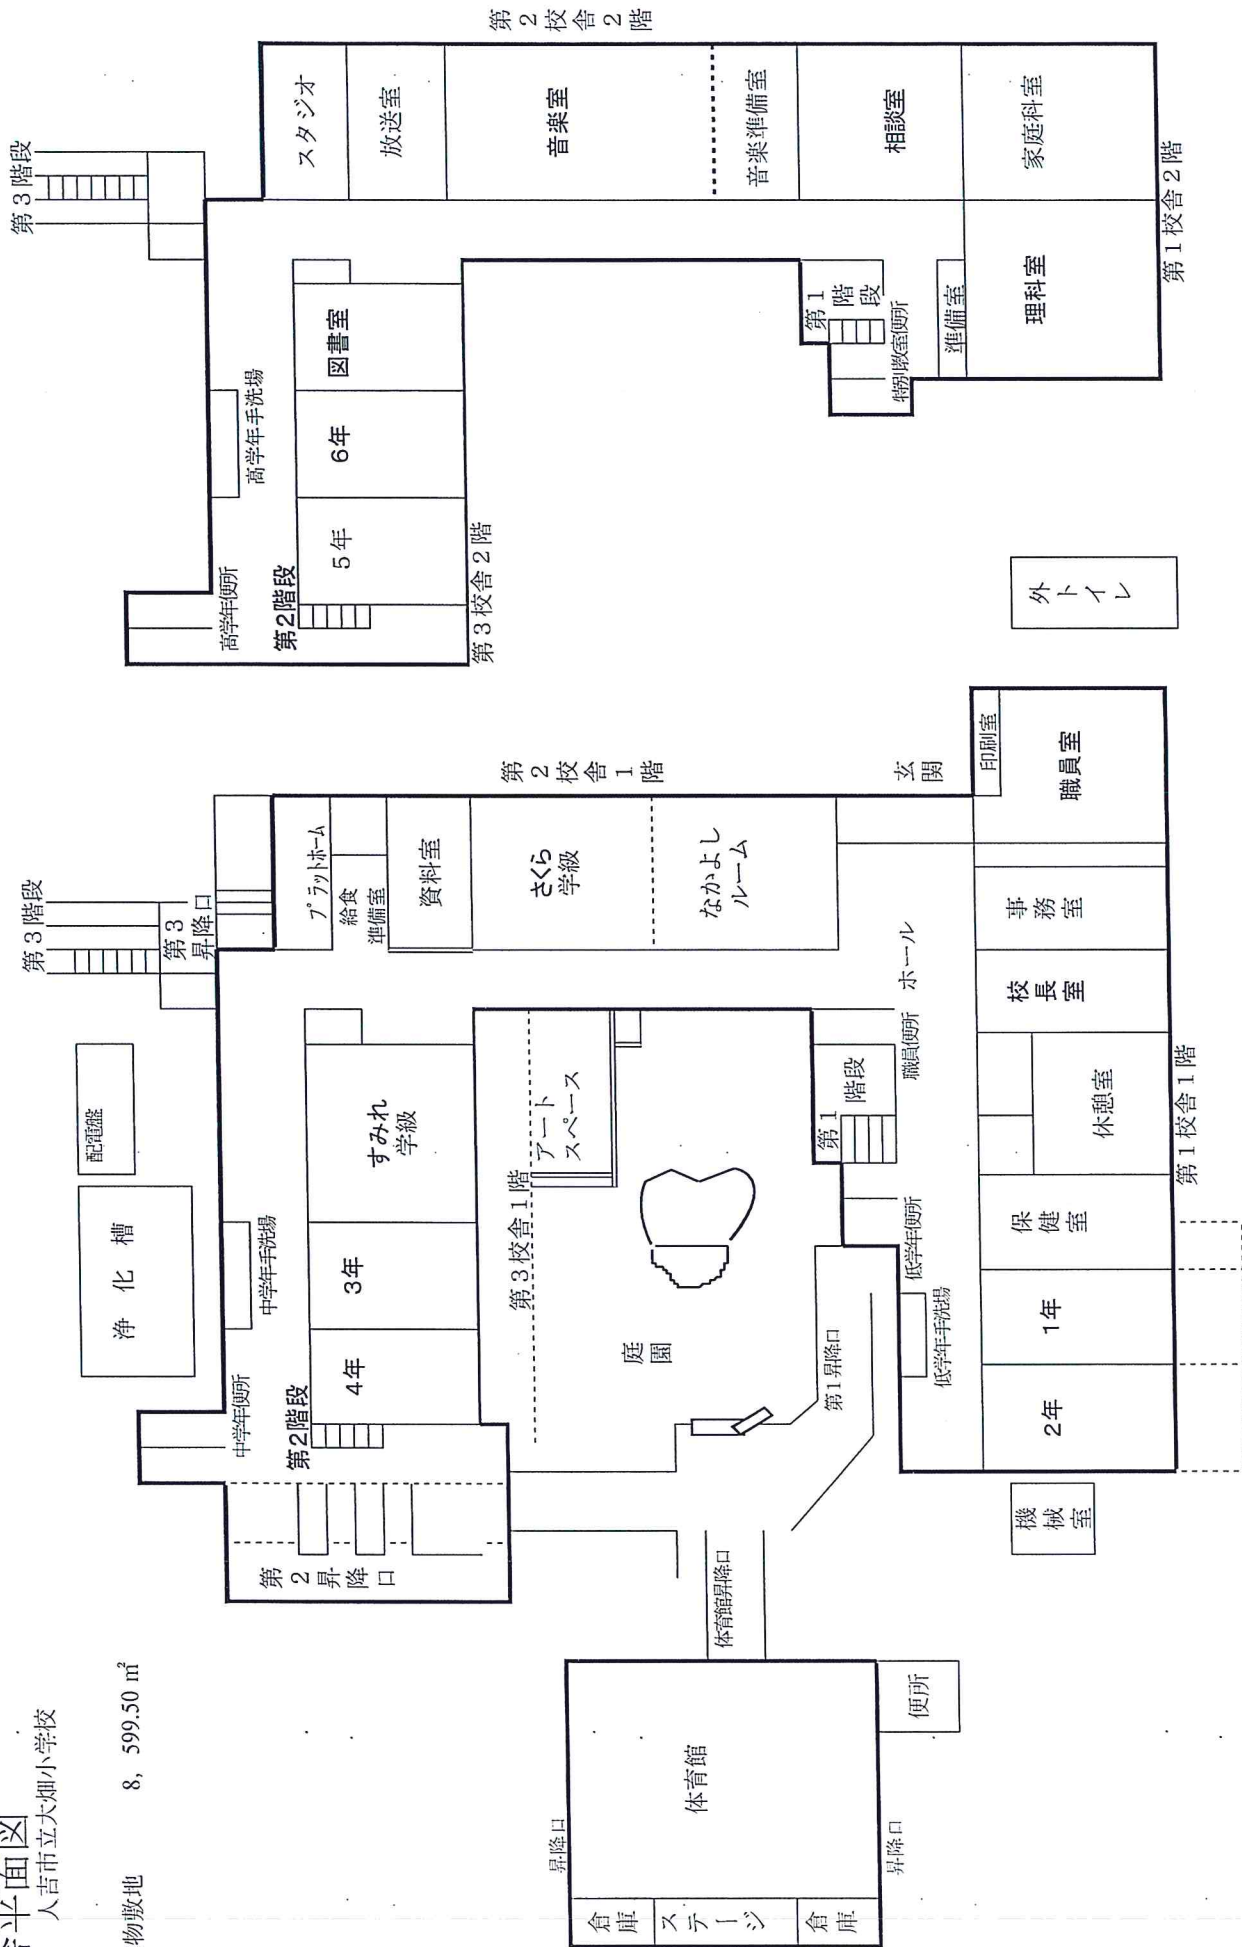 平面図
人吉市立大畑小学校
物敷地 8，599.50 ㎡
浄化槽
配電盤
第3階段
第3
昇降口
中学年便所
中学年手洗場
第2階段
4年
3年
すみれ
学級
第2昇降口
第3校舎1階
アート
スペース
庭園
プラットホーム
給食
準備室
資料室
さくら
学級
なかよし
ルーム
第2校舎1階
玄関
ホール
第1
階段
職員便所
低学年便所
低学年手洗場
第1昇降口
体育館昇降口
2年
1年
保健室
休憩室
校長室
事務室
職員室
印刷室
第1校舎1階
機械室
昇降口
倉庫
ステージ
倉庫
体育館
昇降口
便所
外トイレ
第3階段
高学年便所
高学年手洗場
第2階段
5年
6年
図書室
第3校舎2階
スタジオ
放送室
音楽室
音楽準備室
相談室
家庭科室
第2校舎2階
第1
階段
特別教室便所
準備室
理科室
第1校舎2階